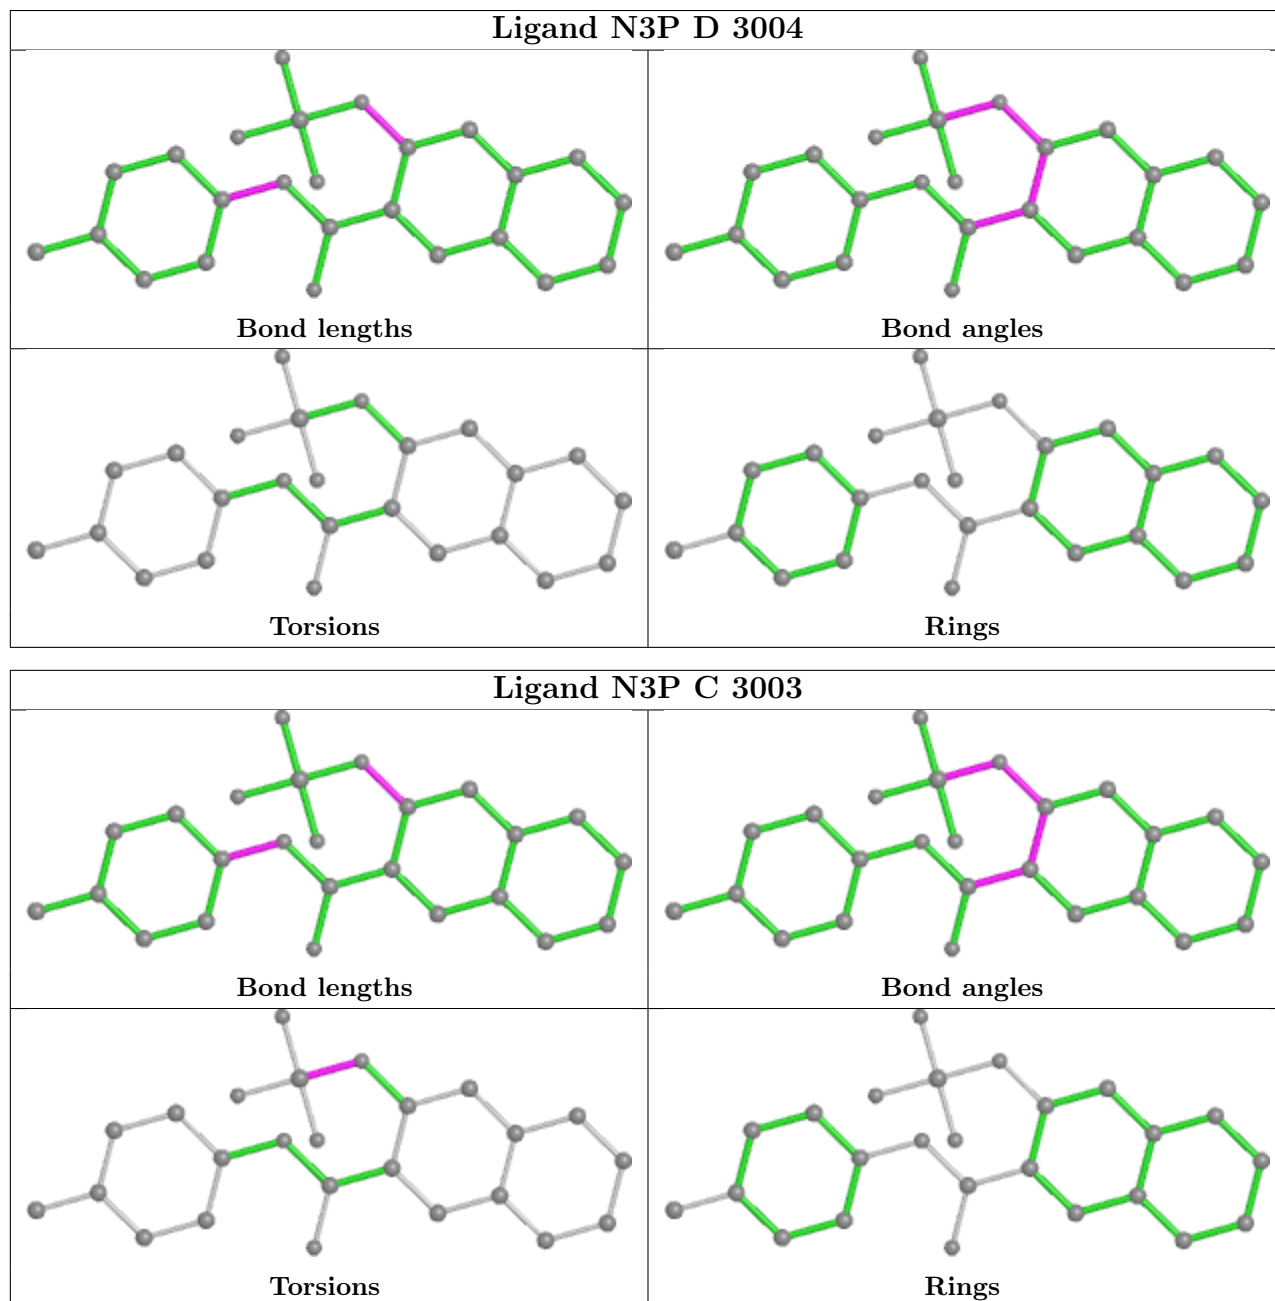 Ligand N3P D 3004
Bond lengths
Bond angles
Torsions
Rings
Ligand N3P C 3003
Bond lengths
Bond angles
Torsions
Rings